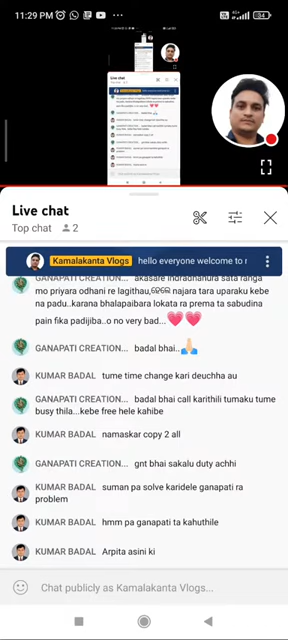 11:29 PM
4G+
34
Live chat
Top chat 2
Kamalakanta Vlogs hello everyone welcome to
GANAPATI CREATION... akasare indradhanura sata ranga
mo priyara odhani re lagithau,ସେଇଥି najara tara uparaku kebe
na padu..karana bhalapaibara lokata ra prema ta sabudina
pain fika padijiba..o no very bad...💗💗
GANAPATI CREATION... badal bhai..🙏
KUMAR BADAL tume time change kari deuchha au
GANAPATI CREATION... badal bhai call karithili tumaku tume
busy thila...kebe free hele kahibe
KUMAR BADAL namaskar copy 2 all
GANAPATI CREATION... gnt bhai sakalu duty achhi
KUMAR BADAL suman pa solve karidele ganapati ra
problem
KUMAR BADAL hmm pa ganapati ta kahuthile
KUMAR BADAL Arpita asini ki
Chat publicly as Kamalakanta Vlogs...